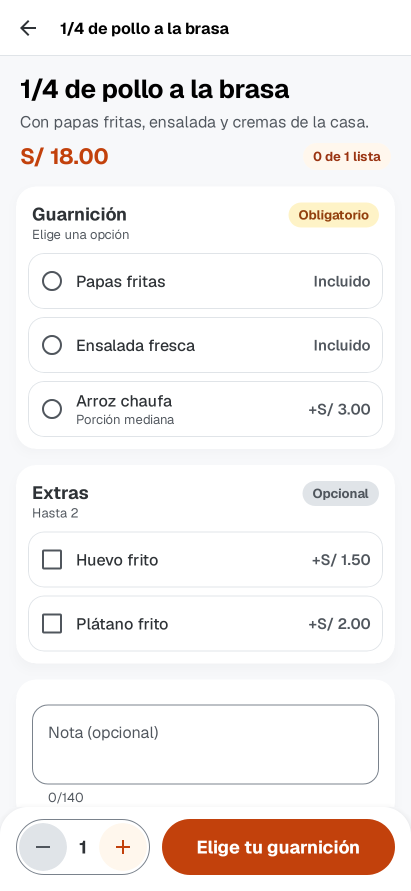 1/4 de pollo a la brasa
1/4 de pollo a la brasa
Con papas fritas, ensalada y cremas de la casa.
S/ 18.00
0 de 1 lista
Guarnición
Obligatorio
Elige una opción
Papas fritas
Incluido
Ensalada fresca
Incluido
Arroz chaufa
Porción mediana
+S/ 3.00
Extras
Opcional
Hasta 2
Huevo frito
+S/ 1.50
Plátano frito
+S/ 2.00
Nota (opcional)
0/140
1
Elige tu guarnición